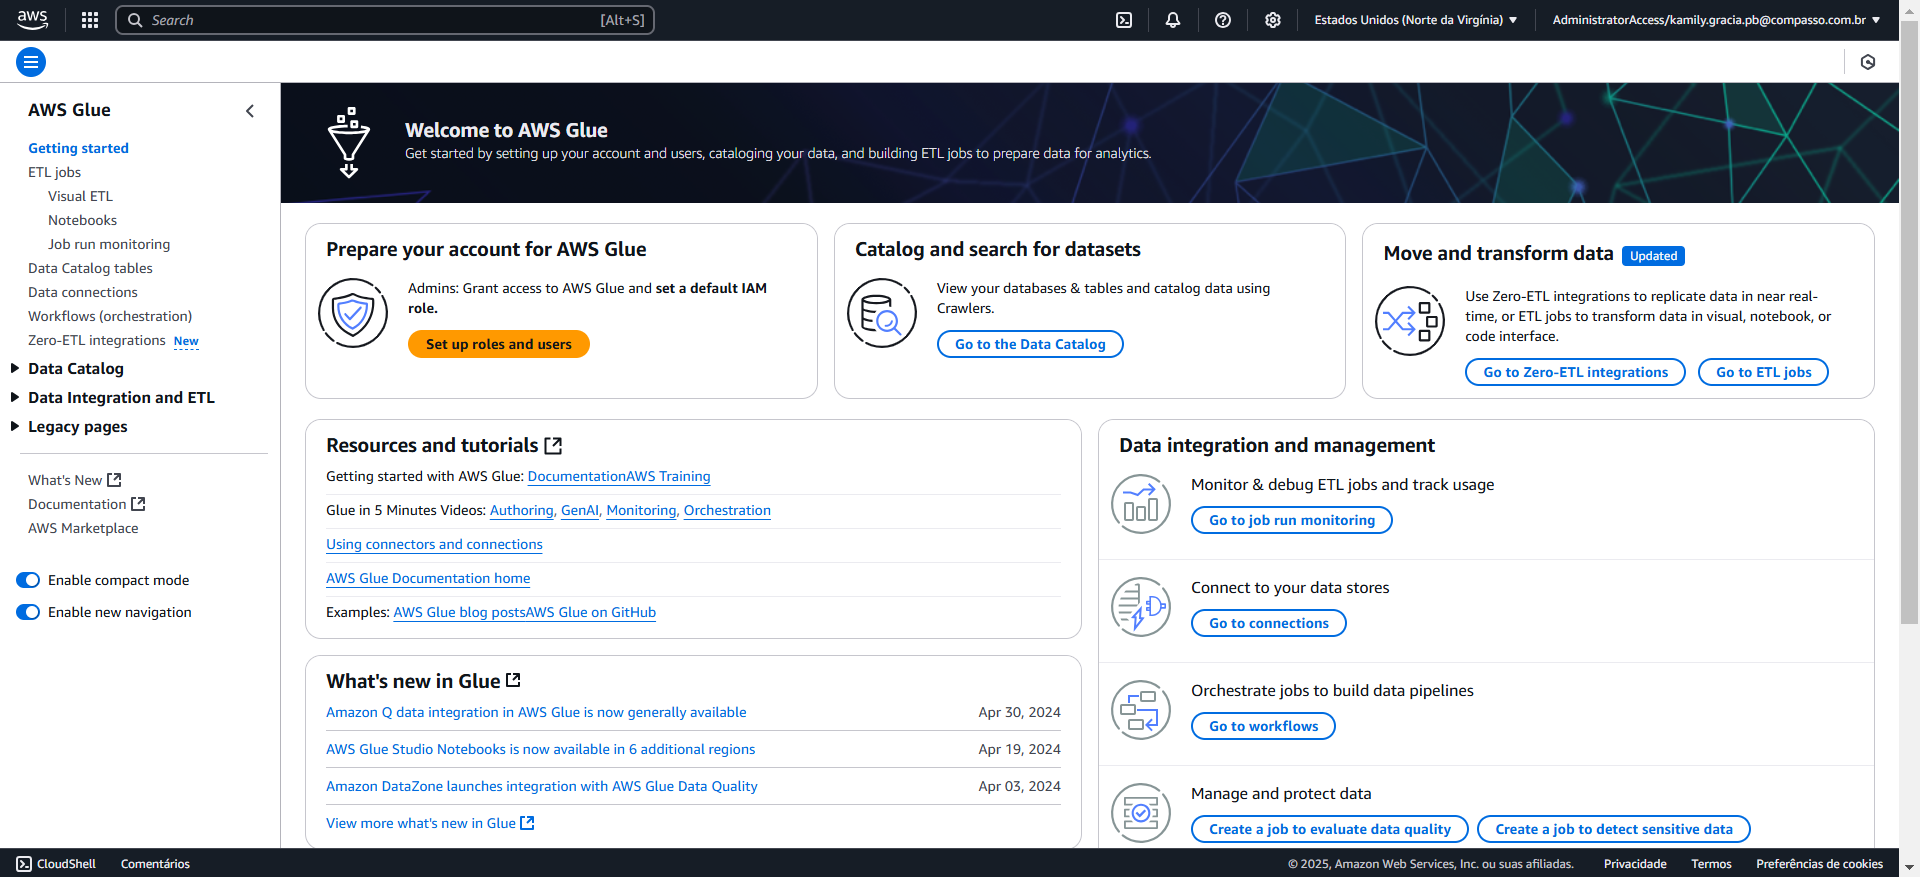 aws
Search
[Alt+S]
Estados Unidos (Norte da Virgínia)
AdministratorAccess/kamily.gracia.pb@compasso.com.br
AWS Glue
Getting started
ETL jobs
Visual ETL
Notebooks
Job run monitoring
Data Catalog tables
Data connections
Workflows (orchestration)
Zero-ETL integrations New
Data Catalog
Data Integration and ETL
Legacy pages
What's New
Documentation
AWS Marketplace
Enable compact mode
Enable new navigation
Welcome to AWS Glue
Get started by setting up your account and users, cataloging your data, and building ETL jobs to prepare data for analytics.
Prepare your account for AWS Glue
Admins: Grant access to AWS Glue and set a default IAM
role.
Set up roles and users
Catalog and search for datasets
View your databases & tables and catalog data using
Crawlers.
Go to the Data Catalog
Move and transform data Updated
Use Zero-ETL integrations to replicate data in near real-
time, or ETL jobs to transform data in visual, notebook, or
code interface.
Go to Zero-ETL integrations
Go to ETL jobs
Resources and tutorials
Getting started with AWS Glue: DocumentationAWS Training
Glue in 5 Minutes Videos: Authoring, GenAI, Monitoring, Orchestration
Using connectors and connections
AWS Glue Documentation home
Examples: AWS Glue blog postsAWS Glue on GitHub
What's new in Glue
Amazon Q data integration in AWS Glue is now generally available Apr 30, 2024
AWS Glue Studio Notebooks is now available in 6 additional regions Apr 19, 2024
Amazon DataZone launches integration with AWS Glue Data Quality Apr 03, 2024
View more what's new in Glue
Data integration and management
Monitor & debug ETL jobs and track usage
Go to job run monitoring
Connect to your data stores
Go to connections
Orchestrate jobs to build data pipelines
Go to workflows
Manage and protect data
Create a job to evaluate data quality
Create a job to detect sensitive data
CloudShell
Comentários
© 2025, Amazon Web Services, Inc. ou suas afiliadas.
Privacidade
Termos
Preferências de cookies